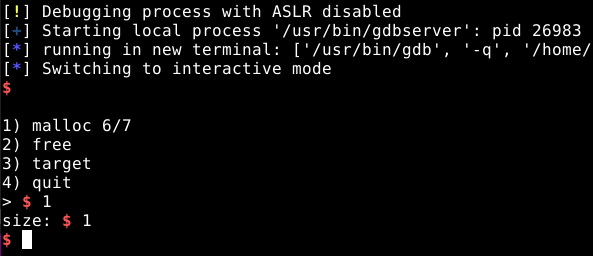 [!] Debugging process with ASLR disabled
[+] Starting local process '/usr/bin/gdbserver': pid 26983
[*] running in new terminal: ['/usr/bin/gdb', '-q', '/home/
[*] Switching to interactive mode
$
1) malloc 6/7
2) free
3) target
4) quit
> $ 1
size: $ 1
$